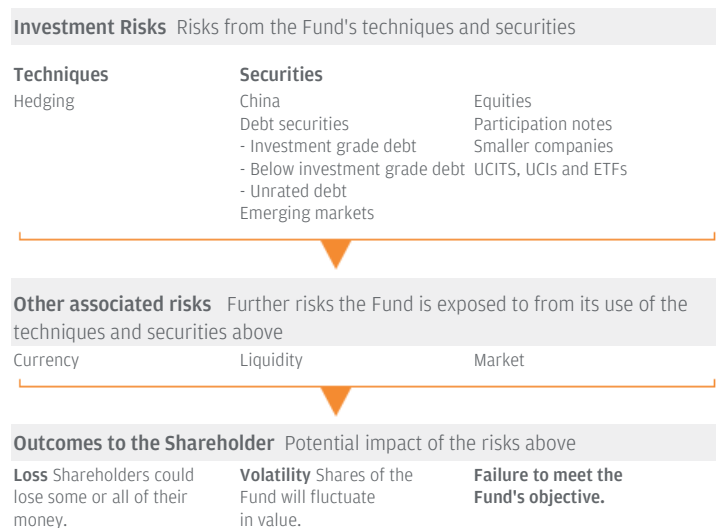 Investment Risks Risks from the Fund's techniques and securities
Techniques
Hedging
Securities
China
Debt securities
- Investment grade debt
- Below investment grade debt
- Unrated debt
Emerging markets
Equities
Participation notes
Smaller companies
UCITS, UCIs and ETFs
Other associated risks Further risks the Fund is exposed to from its use of the
techniques and securities above
Currency
Liquidity
Market
Outcomes to the Shareholder Potential impact of the risks above
Loss Shareholders could
lose some or all of their
money.
Volatility Shares of the
Fund will fluctuate
in value.
Failure to meet the
Fund's objective.